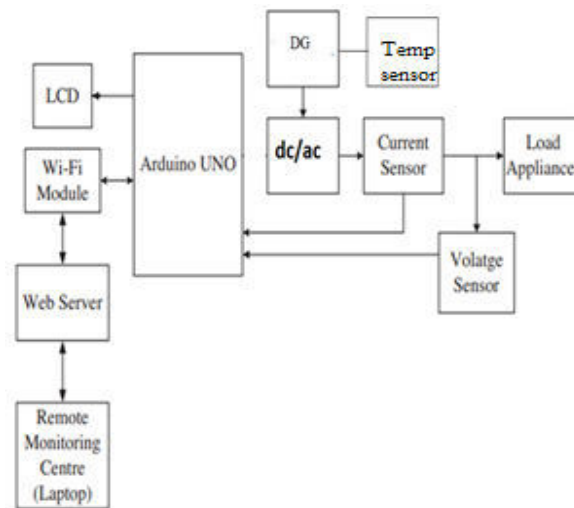 DG
Temp
sensor
LCD
Arduino UNO
dc/ac
Current
Sensor
Load
Appliance
Wi-Fi
Module
Volatge
Sensor
Web Server
Remote
Monitoring
Centre
(Laptop)